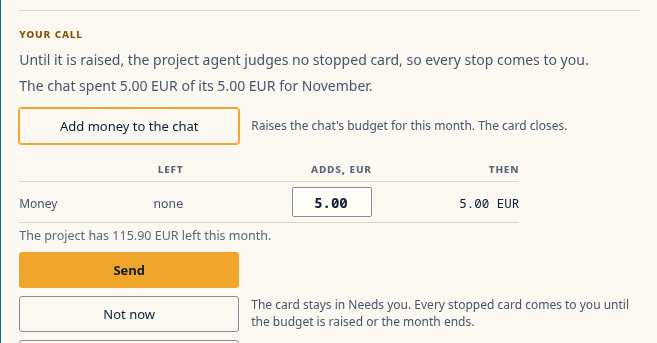 YOUR CALL
Until it is raised, the project agent judges no stopped card, so every stop comes to you.
The chat spent 5.00 EUR of its 5.00 EUR for November.
Add money to the chat
Raises the chat's budget for this month. The card closes.
LEFT ADDS, EUR THEN
Money none 5.00 5.00 EUR
The project has 115.90 EUR left this month.
Send
Not now
The card stays in Needs you. Every stopped card comes to you until
the budget is raised or the month ends.